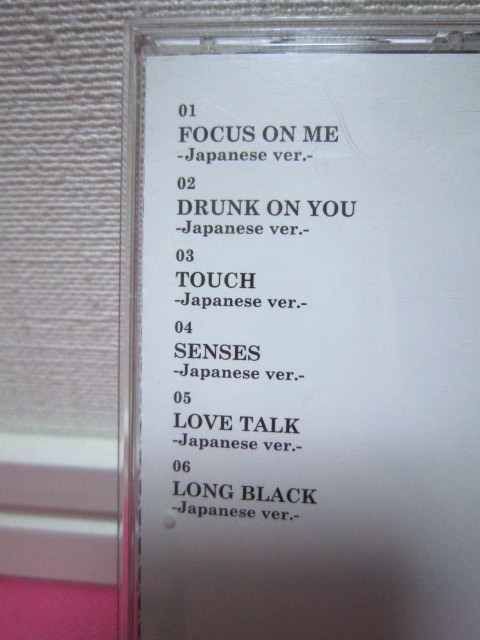 01
FOCUS ON ME
-Japanese ver.-
02
DRUNK ON YOU
-Japanese ver.-
03
TOUCH
-Japanese ver.-
04
SENSES
-Japanese ver.-
05
LOVE TALK
-Japanese ver.-
06
LONG BLACK
-Japanese ver.-